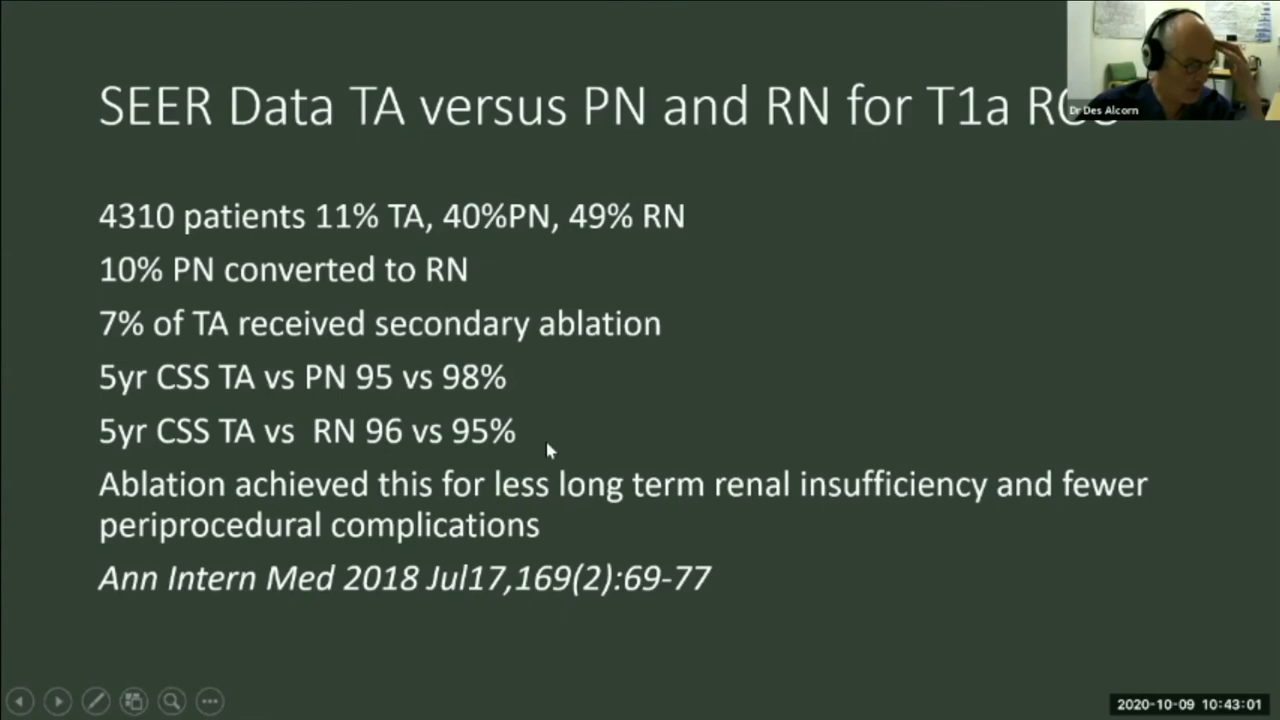 SEER Data TA versus PN and RN for T1a
Dr Des Alcorn
4310 patients 11% TA, 40%PN, 49% RN
10% PN converted to RN
7% of TA received secondary ablation
5yr CSS TA vs PN 95 vs 98%
5yr CSS TA vs  RN 96 vs 95%
Ablation achieved this for less long term renal insufficiency and fewer
periprocedural complications
Ann Intern Med 2018 Jul17,169(2):69-77
2020-10-09 10:43:01